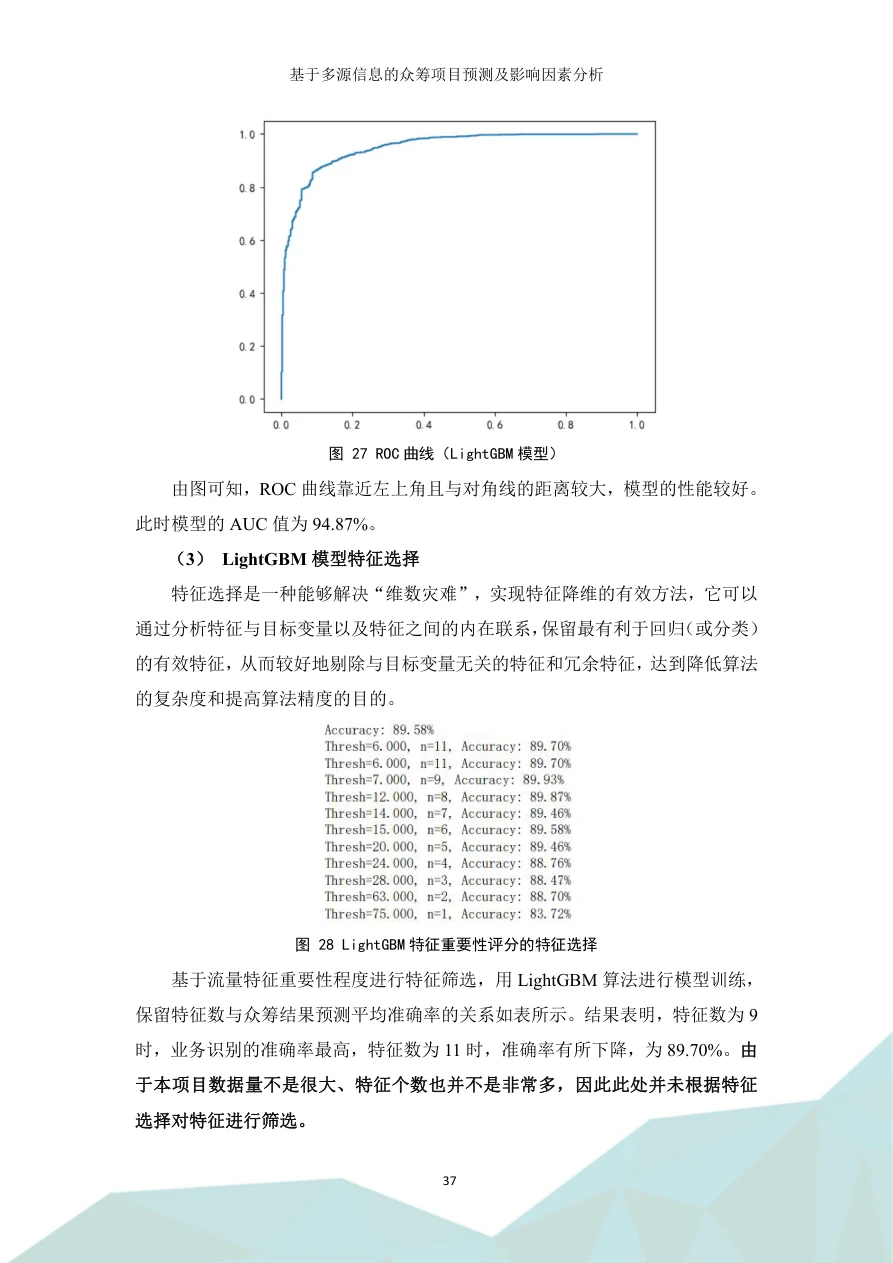 基于多源信息的众筹项目预测及影响因素分析
1.0
0.8
0.6
0.4
0.2
0.0
0.0 0.2 0.4 0.6 0.8 1.0
图 27 ROC 曲线（LightGBM 模型）
由图可知，ROC 曲线靠近左上角且与对角线的距离较大，模型的性能较好。
此时模型的 AUC 值为 94.87%。
（3） LightGBM 模型特征选择
特征选择是一种能够解决“维数灾难”，实现特征降维的有效方法，它可以
通过分析特征与目标变量以及特征之间的内在联系，保留最有利于回归（或分类）
的有效特征，从而较好地剔除与目标变量无关的特征和冗余特征，达到降低算法
的复杂度和提高算法精度的目的。
Accuracy: 89.58%
Thresh=6.000, n=11, Accuracy: 89.70%
Thresh=6.000, n=11, Accuracy: 89.70%
Thresh=7.000, n=9, Accuracy: 89.93%
Thresh=12.000, n=8, Accuracy: 89.87%
Thresh=14.000, n=7, Accuracy: 89.46%
Thresh=15.000, n=6, Accuracy: 89.58%
Thresh=20.000, n=5, Accuracy: 89.46%
Thresh=24.000, n=4, Accuracy: 88.76%
Thresh=28.000, n=3, Accuracy: 88.47%
Thresh=63.000, n=2, Accuracy: 88.70%
Thresh=75.000, n=1, Accuracy: 83.72%
图 28 LightGBM 特征重要性评分的特征选择
基于流量特征重要性程度进行特征筛选，用 LightGBM 算法进行模型训练，
保留特征数与众筹结果预测平均准确率的关系如表所示。结果表明，特征数为 9
时，业务识别的准确率最高，特征数为 11 时，准确率有所下降，为 89.70%。由
于本项目数据量不是很大、特征个数也并不是非常多，因此此处并未根据特征
选择对特征进行筛选。
37